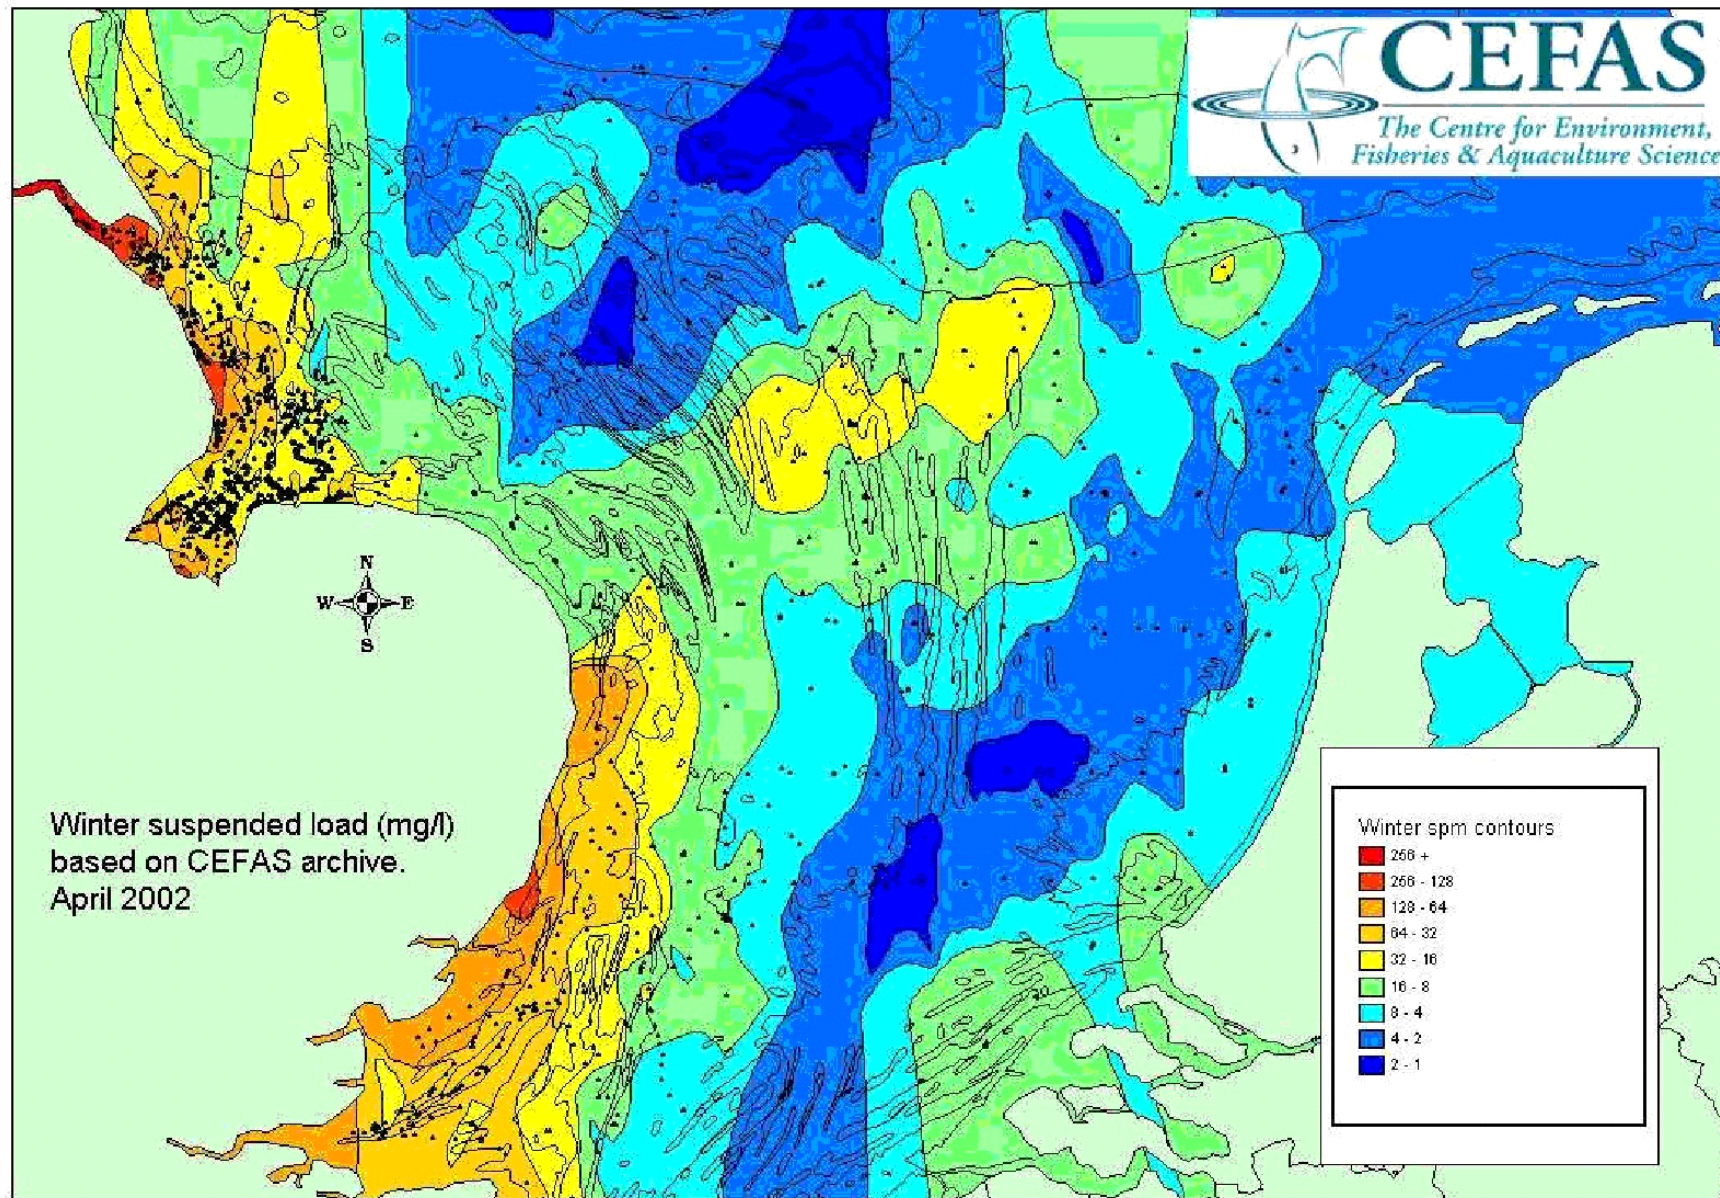 CEFAS
The Centre for Environment,
Fisheries & Aquaculture Science
N
W E
S
Winter suspended load (mg/l)
based on CEFAS archive.
April 2002
Winter spm contours
256 +
256 - 128
128 - 64
64 - 32
32 - 16
16 - 8
8 - 4
4 - 2
2 - 1